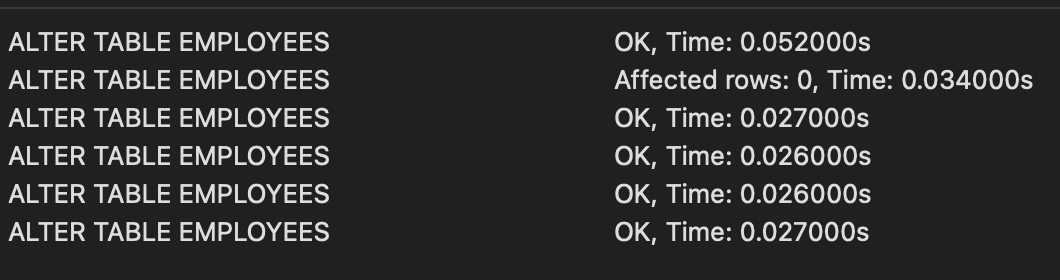 ALTER TABLE EMPLOYEES OK, Time: 0.052000s
ALTER TABLE EMPLOYEES Affected rows: 0, Time: 0.034000s
ALTER TABLE EMPLOYEES OK, Time: 0.027000s
ALTER TABLE EMPLOYEES OK, Time: 0.026000s
ALTER TABLE EMPLOYEES OK, Time: 0.026000s
ALTER TABLE EMPLOYEES OK, Time: 0.027000s